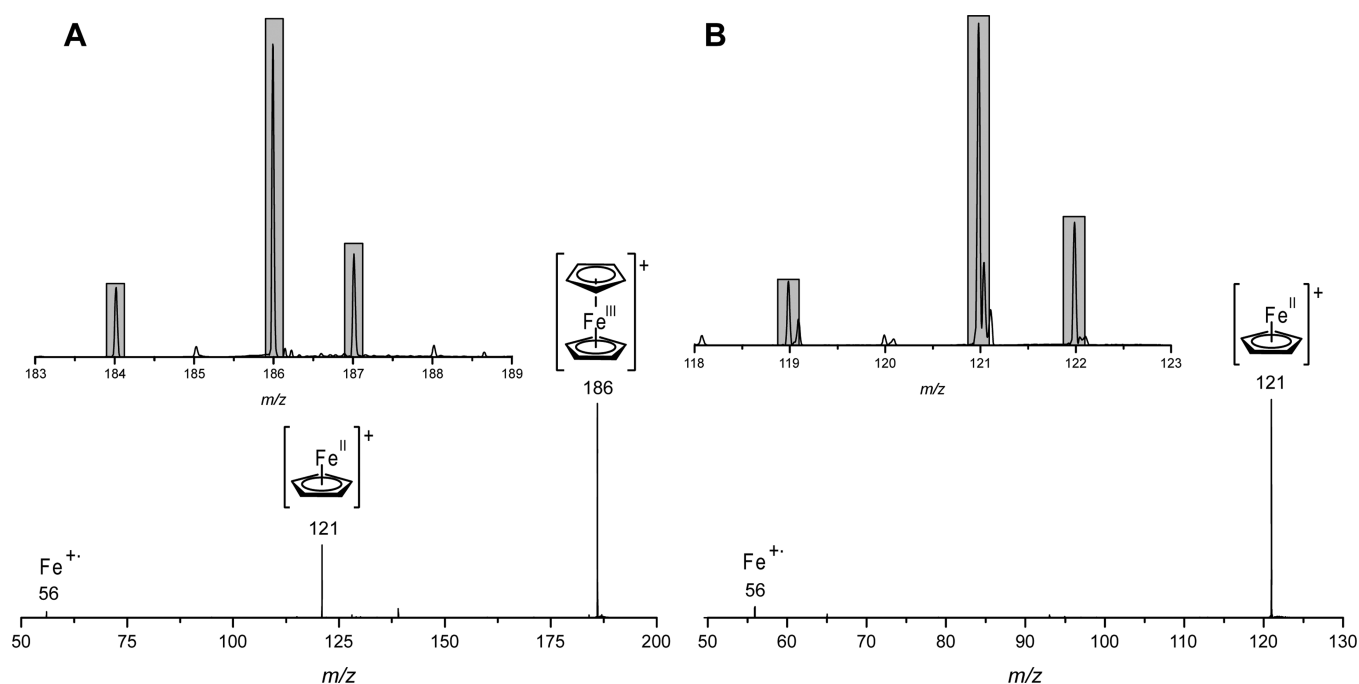 A
183 184 185 186 187 188 189
m/z
Fe III
+
186
Fe II
+
121
Fe +·
56
50 75 100 125 150 175 200
m/z
B
118 119 120 121 122 123
m/z
Fe II
+
121
Fe +·
56
50 60 70 80 90 100 110 120 130
m/z